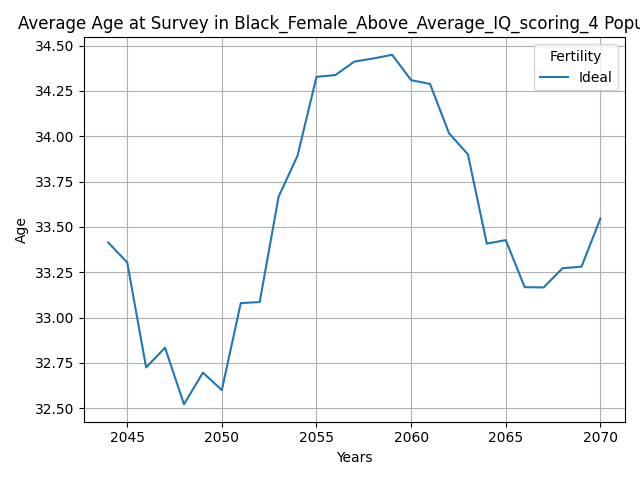 Average Age at Survey in Black_Female_Above_Average_IQ_scoring_4 Popu
34.50
34.25
34.00
33.75
33.50
33.25
33.00
32.75
32.50
Age
Fertility
Ideal
2045 2050 2055 2060 2065 2070
Years